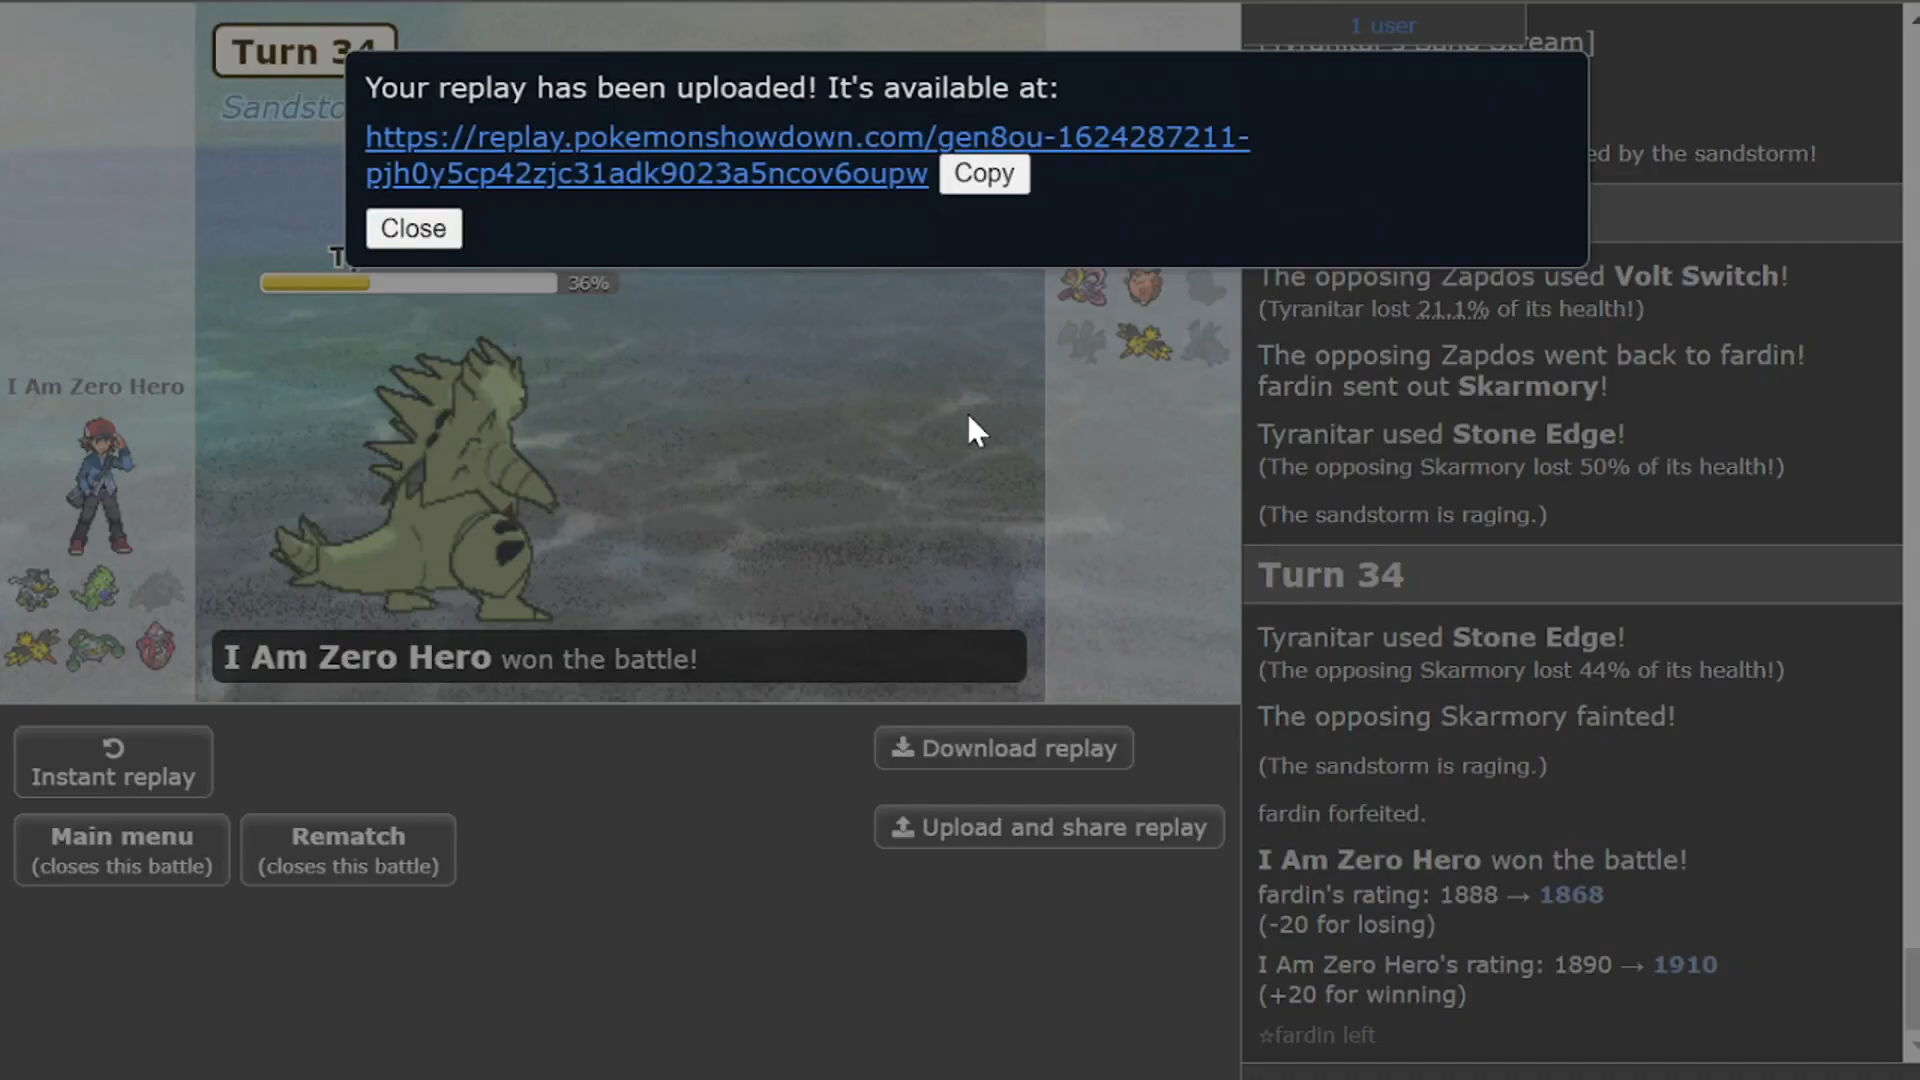 Turn 34
Sandsto
Your replay has been uploaded! It's available at:
https://replay.pokemonshowdown.com/gen8ou-1624287211-
pjh0y5cp42zjc31adk9023a5ncov6oupw Copy
Close
36%
I Am Zero Hero
I Am Zero Hero won the battle!
Instant replay
Main menu
(closes this battle)
Rematch
(closes this battle)
Download replay
Upload and share replay
1 user
ed by the sandstorm!
The opposing Zapdos used Volt Switch!
(Tyranitar lost 21.1% of its health!)
The opposing Zapdos went back to fardin!
fardin sent out Skarmory!
Tyranitar used Stone Edge!
(The opposing Skarmory lost 50% of its health!)
(The sandstorm is raging.)
Turn 34
Tyranitar used Stone Edge!
(The opposing Skarmory lost 44% of its health!)
The opposing Skarmory fainted!
(The sandstorm is raging.)
fardin forfeited.
I Am Zero Hero won the battle!
fardin's rating: 1888 → 1868
(-20 for losing)
I Am Zero Hero's rating: 1890 → 1910
(+20 for winning)
☆fardin left